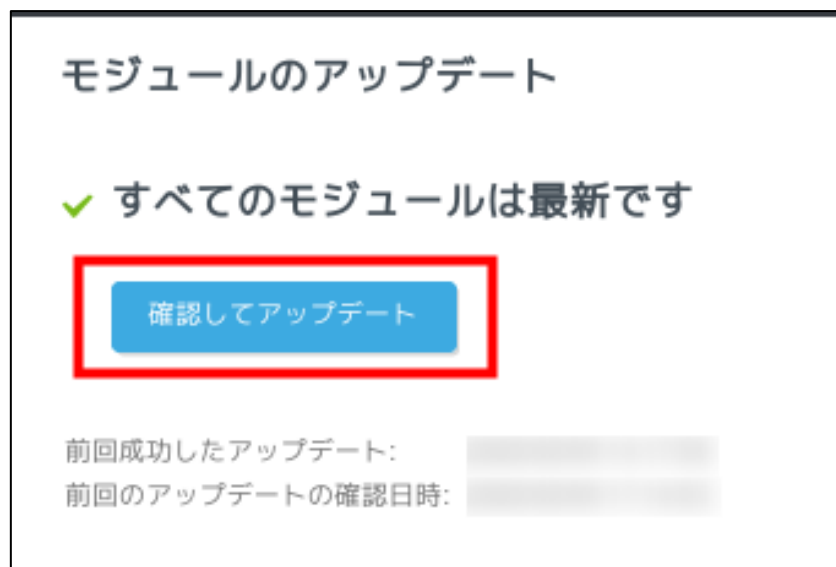 モジュールのアップデート
すべてのモジュールは最新です
確認してアップデート
前回成功したアップデート:
前回のアップデートの確認日時: